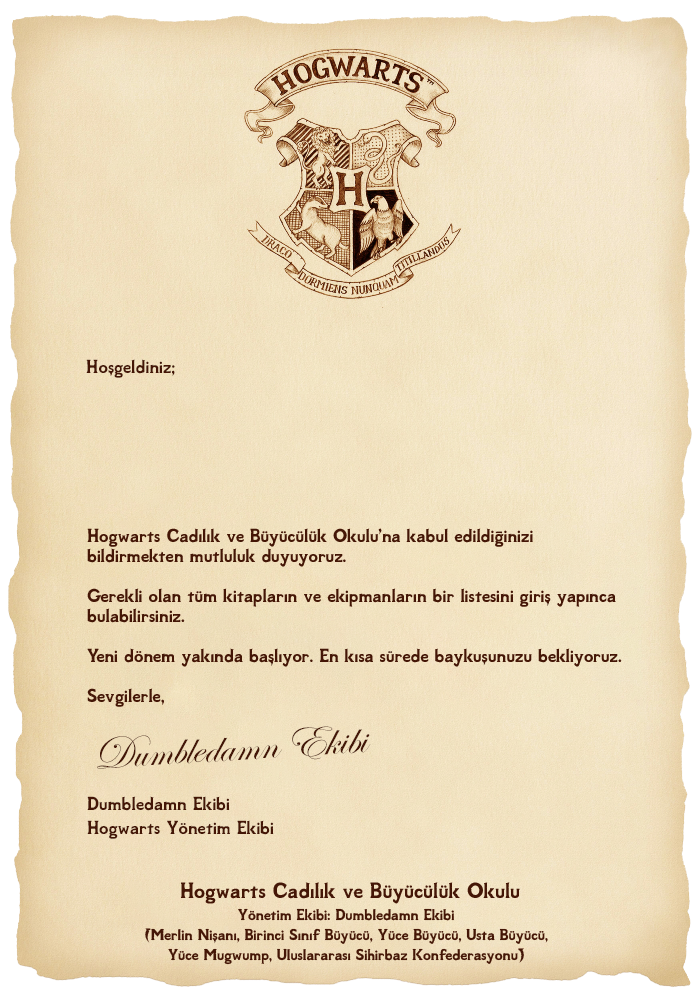 HOGWARTS™
H
DRACO DORMIENS NUNQUAM TITILLANDUS
Hoşgeldiniz;
Hogwarts Cadılık ve Büyücülük Okulu'na kabul edildiğinizi
bildirmekten mutluluk duyuyoruz.
Gerekli olan tüm kitapların ve ekipmanların bir listesini giriş yapınca
bulabilirsiniz.
Yeni dönem yakında başlıyor. En kısa sürede baykuşunuzu bekliyoruz.
Sevgilerle,
Dumbledamn Ekibi
Dumbledamn Ekibi
Hogwarts Yönetim Ekibi
Hogwarts Cadılık ve Büyücülük Okulu
Yönetim Ekibi: Dumbledamn Ekibi
(Merlin Nişanı, Birinci Sınıf Büyücü, Yüce Büyücü, Usta Büyücü,
Yüce Mugwump, Uluslararası Sihirbaz Konfederasyonu)